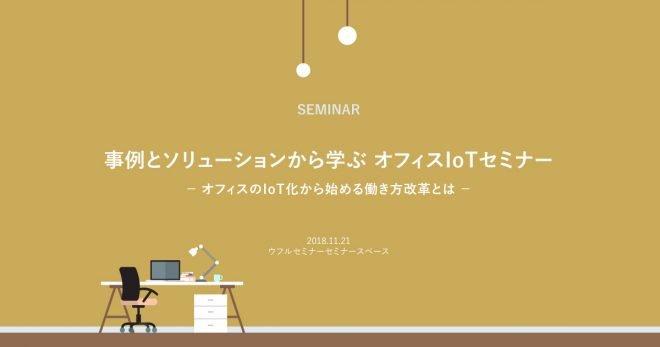 SEMINAR
事例とソリューションから学ぶ オフィスIoTセミナー
− オフィスのIoT化から始める働き方改革とは −
2018.11.21
ウフルセミナーセミナースペース